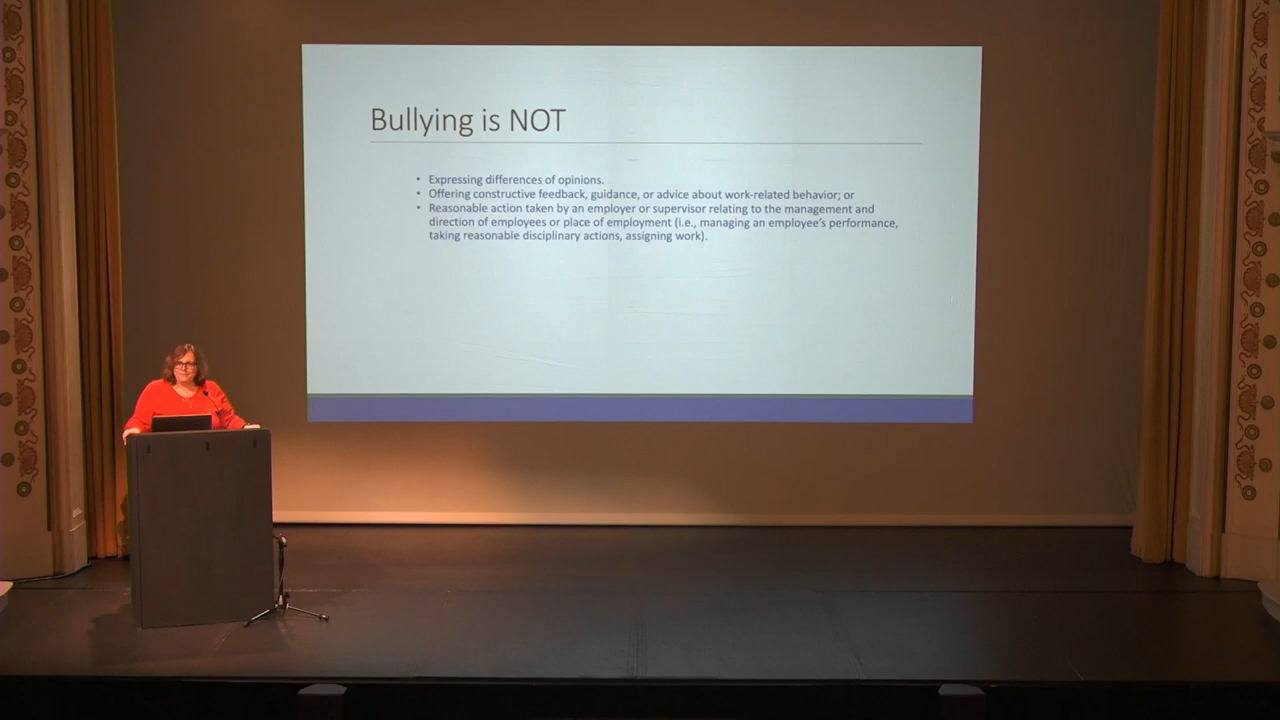 Bullying is NOT
• Expressing differences of opinions.
• Offering constructive feedback, guidance, or advice about work-related behavior; or
• Reasonable action taken by an employer or supervisor relating to the management and
direction of employees or place of employment (i.e., managing an employee's performance,
taking reasonable disciplinary actions, assigning work).